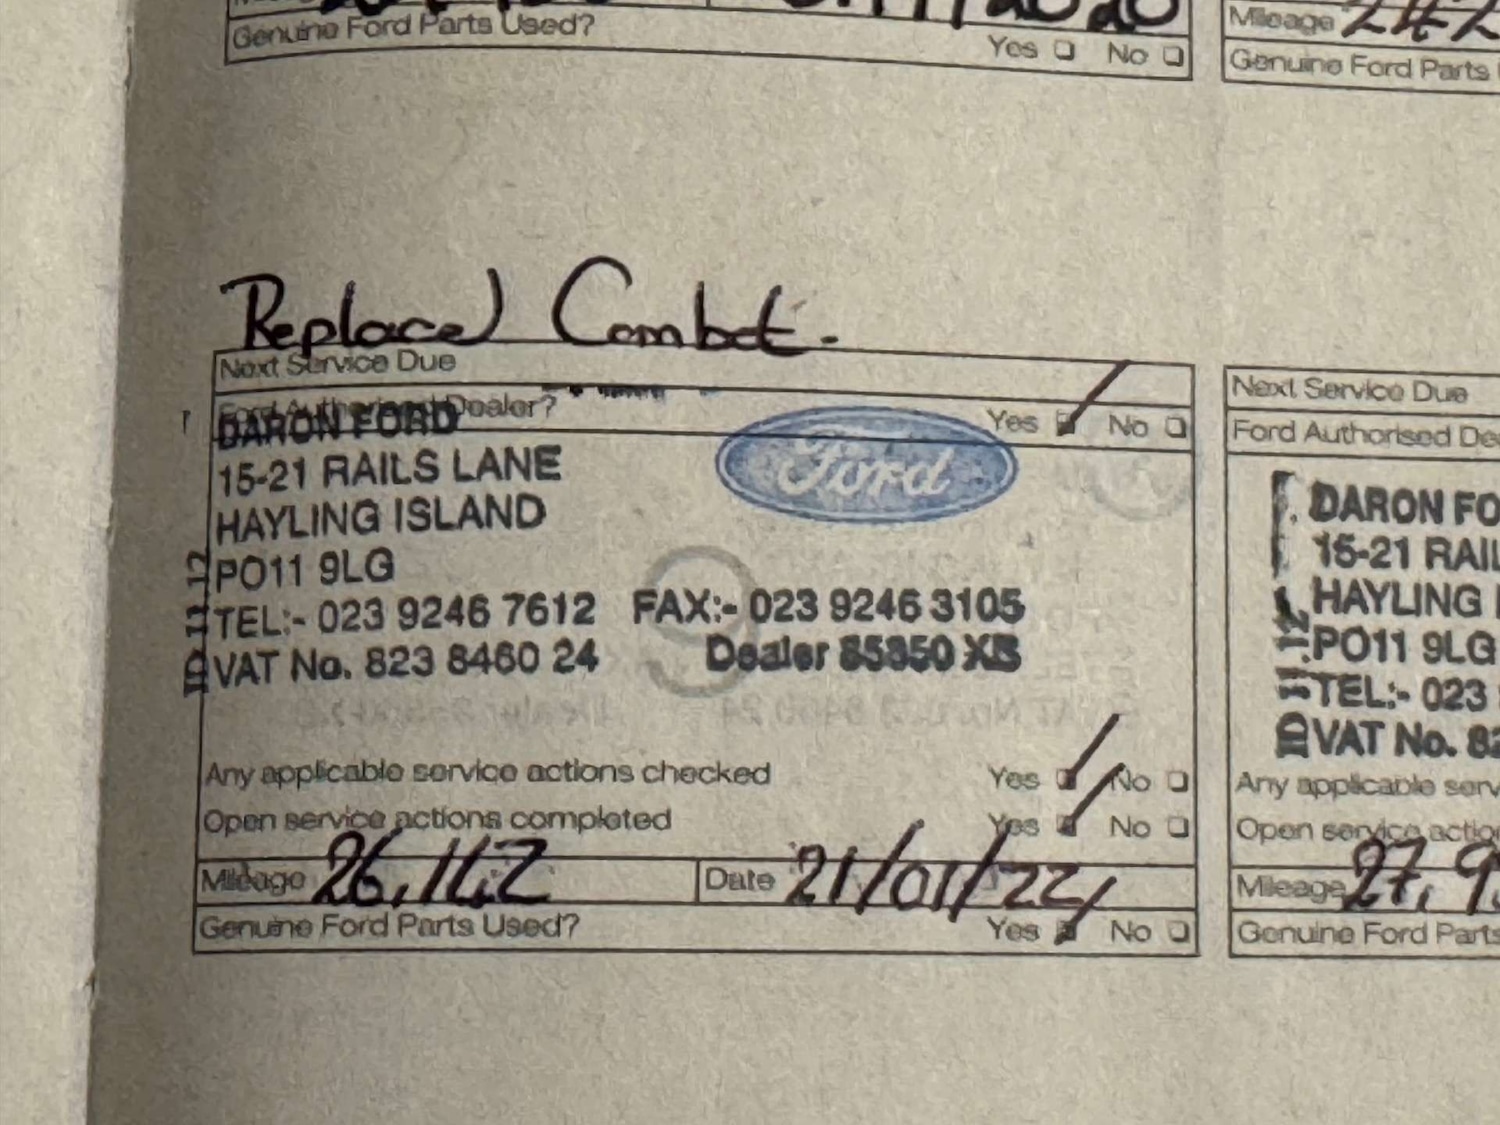 Genuine Ford Parts Used? Yes No
Mileage
Genuine Ford Parts
Replaced Cambelt.
Next Service Due
Ford Authorised Dealer? Yes No
DARON FORD
Ford
15-21 RAILS LANE
HAYLING ISLAND
PO11 9LG
TEL:- 023 9246 7612 FAX:- 023 9246 3105
VAT No. 823 8460 24 Dealer
Any applicable service actions checked Yes No
Open service actions completed Yes No
Mileage Date 21/01/22
Genuine Ford Parts Used? Yes No
Next Service Due
Ford Authorised De
DARON FO
15-21 RAIL
HAYLING
PO11 9LG
TEL:- 023
VAT No. 82
Any applicable serv
Open service actio
Mileage 27,9
Genuine Ford Parts